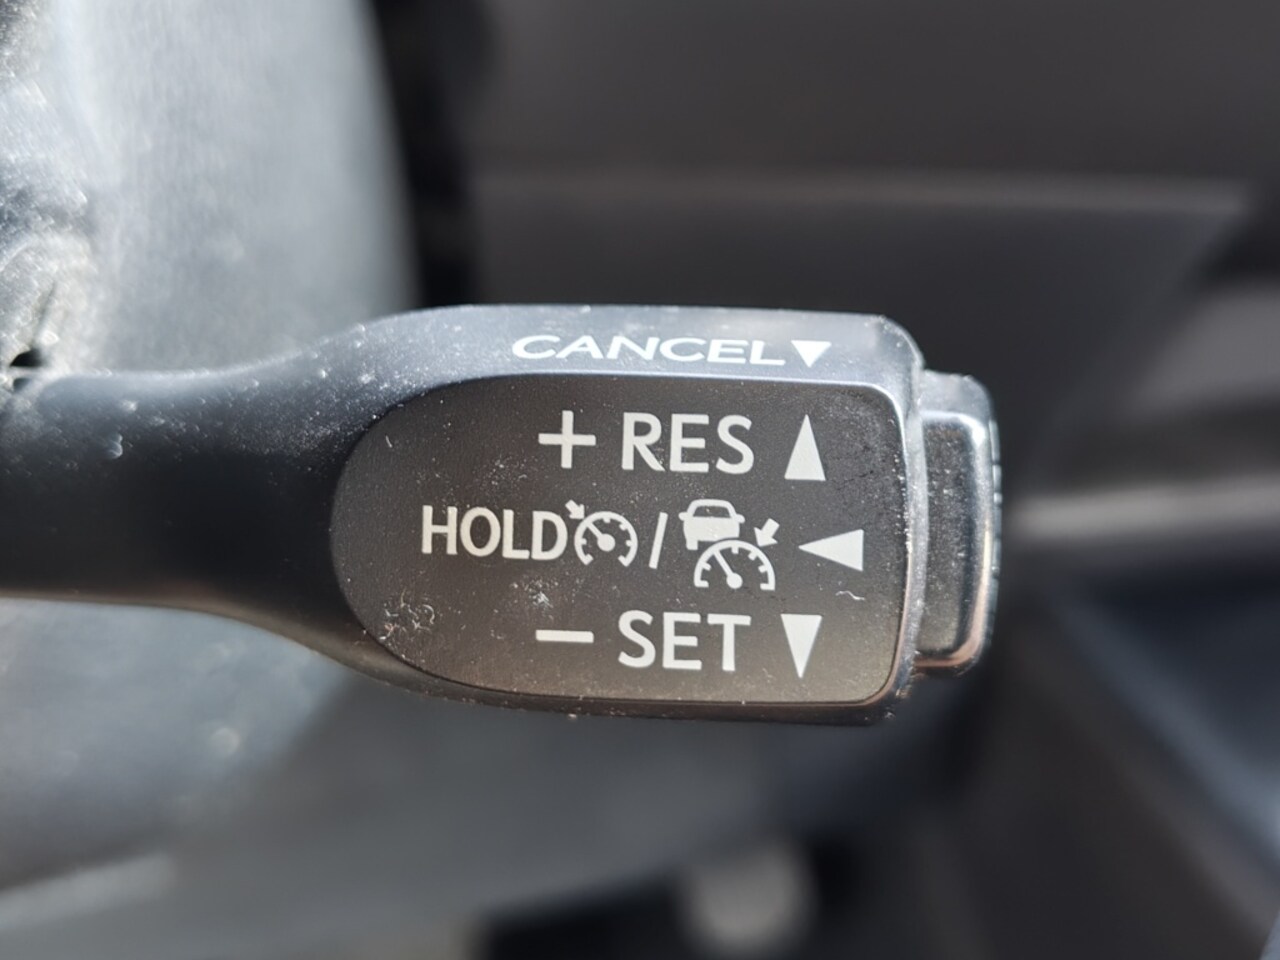 CANCEL▼
+ RES ▲
HOLD / ◀
− SET ▼